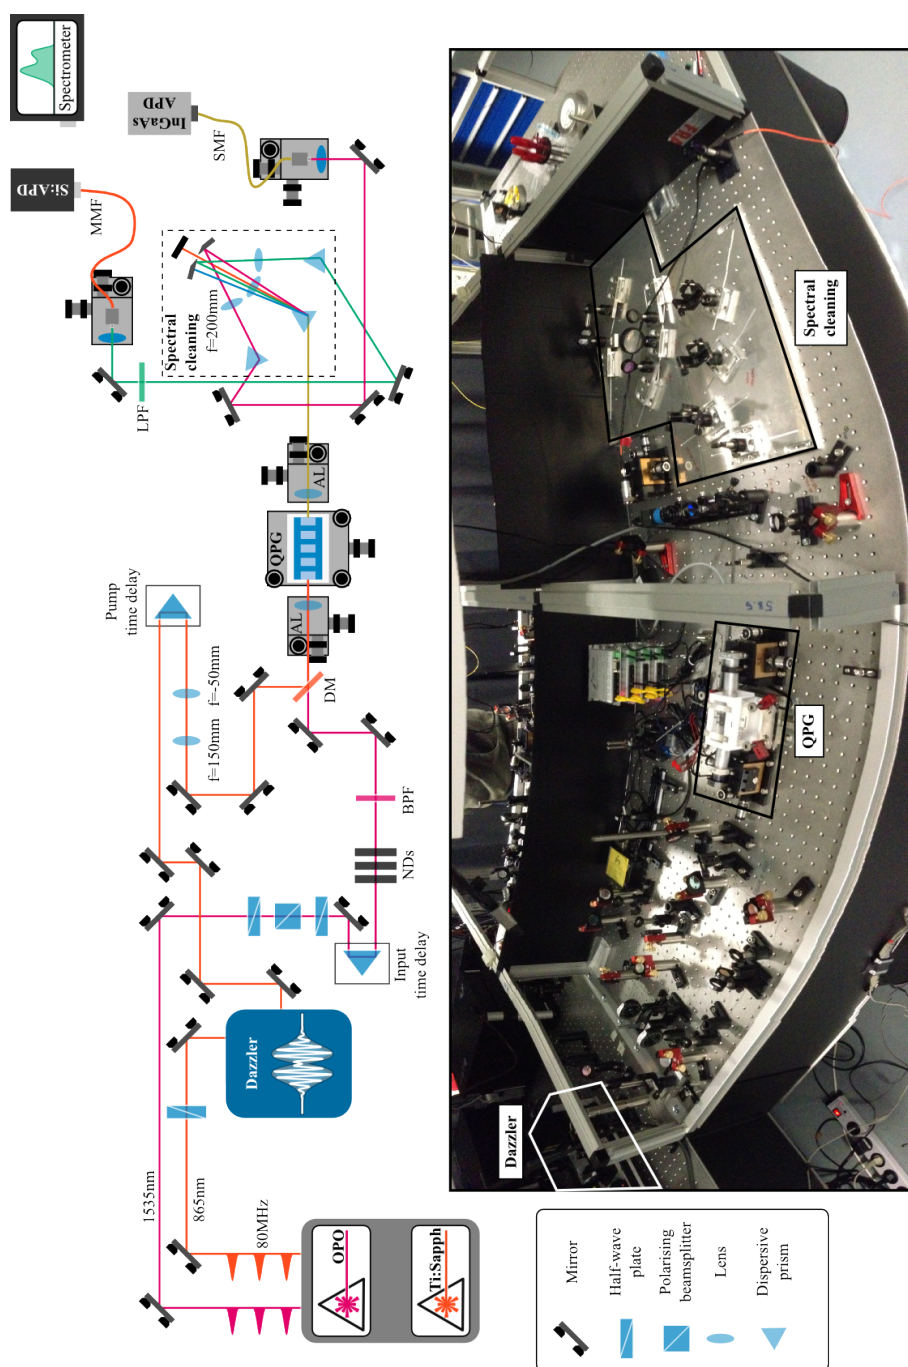 Spectrometer
Si:APD
MMF
InGaAs
APD
SMF
LPF
Spectral
cleaning
f=200mm
Pump
time delay
f=150mm
f=-50mm
1535nm
865nm
80MHz
OPO
Ti:Sapph
Dazzler
Input
time delay
NDs
BPF
DM
AL
QPG
AL
Mirror
Half-wave
plate
Polarising
beamsplitter
Lens
Dispersive
prism
Dazzler
QPG
Spectral
cleaning
58.6